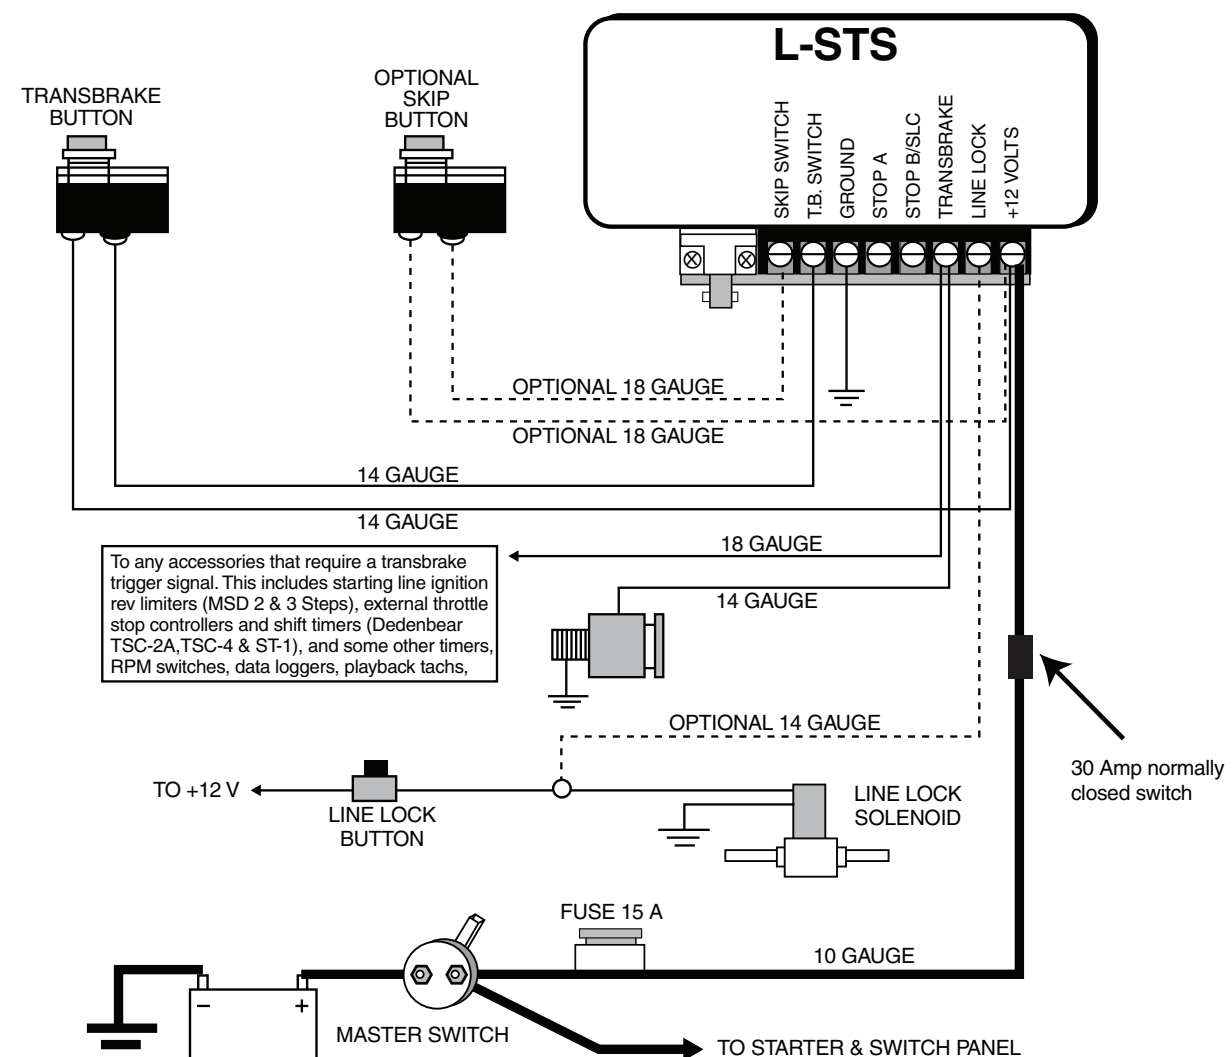 L-STS
TRANSBRAKE
BUTTON
OPTIONAL
SKIP
BUTTON
SKIP SWITCH
T.B. SWITCH
GROUND
STOP A
STOP B/SLC
TRANSBRAKE
LINE LOCK
+12 VOLTS
OPTIONAL 18 GAUGE
OPTIONAL 18 GAUGE
14 GAUGE
14 GAUGE
18 GAUGE
To any accessories that require a transbrake
trigger signal. This includes starting line ignition
rev limiters (MSD 2 & 3 Steps), external throttle
stop controllers and shift timers (Dedenbear
TSC-2A,TSC-4 & ST-1), and some other timers,
RPM switches, data loggers, playback tachs,
14 GAUGE
OPTIONAL 14 GAUGE
30 Amp normally
closed switch
TO +12 V
LINE LOCK
BUTTON
LINE LOCK
SOLENOID
FUSE 15 A
10 GAUGE
– +
MASTER SWITCH
TO STARTER & SWITCH PANEL